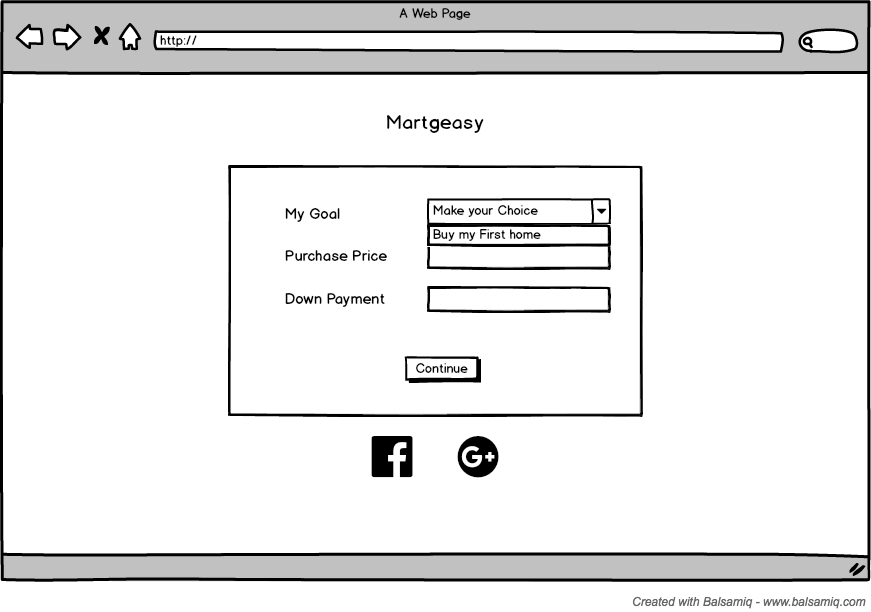 A Web Page
http://
Martgeasy
My Goal
Make your Choice
Buy my First home
Purchase Price
Down Payment
Continue
f
G+
Created with Balsamiq - www.balsamiq.com